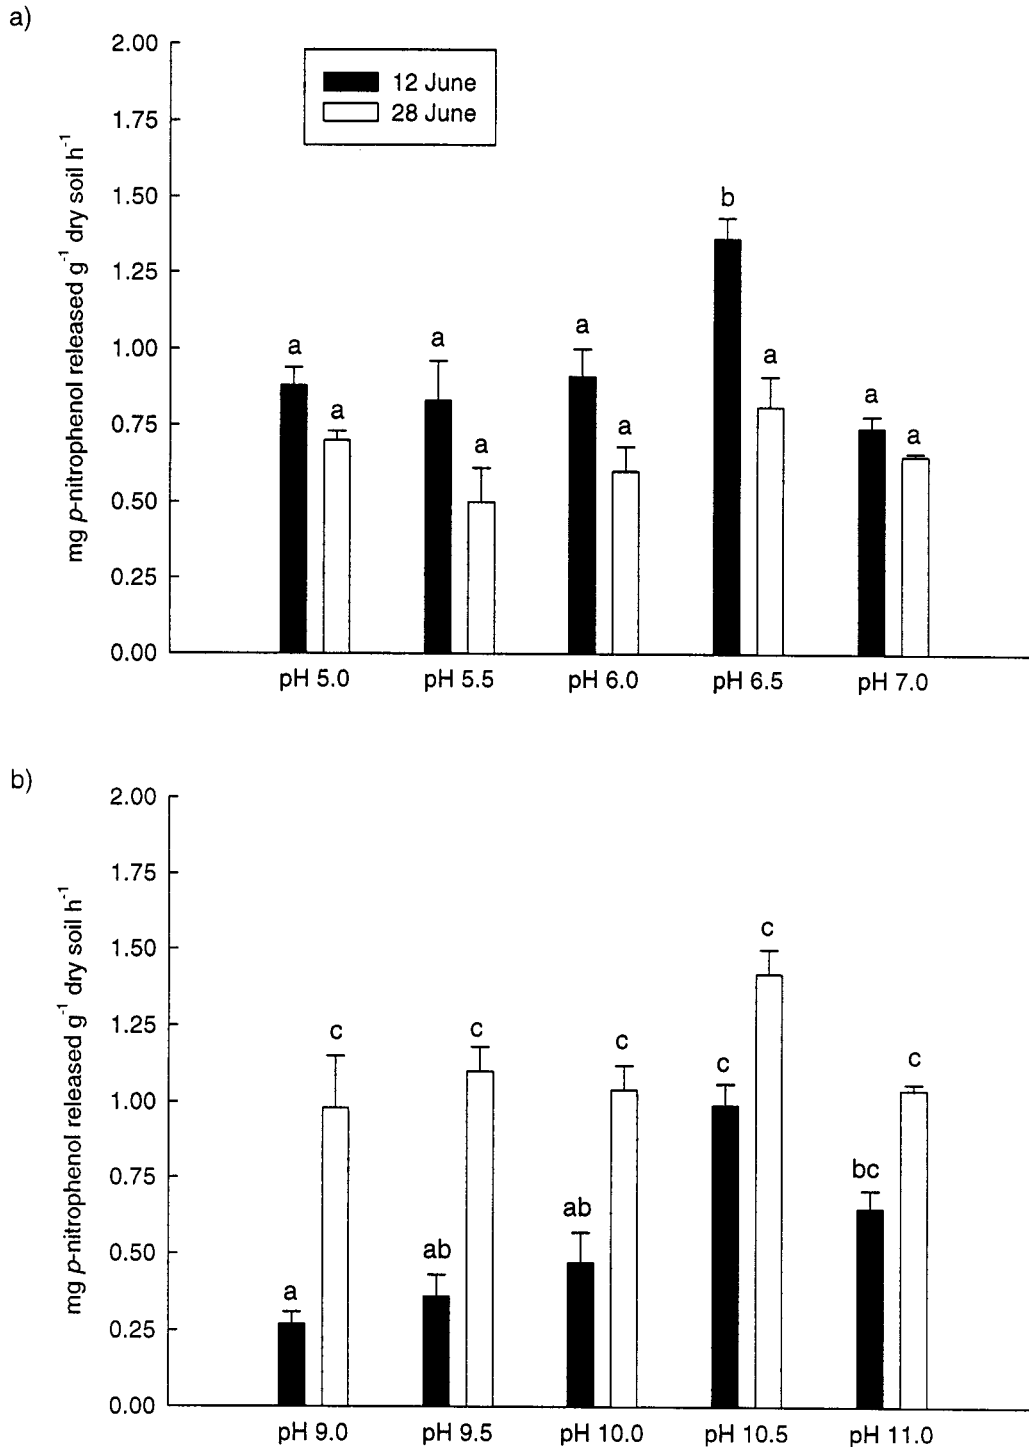 a)
2.00
1.75
1.50
1.25
1.00
0.75
0.50
0.25
0.00
mg p-nitrophenol released g⁻¹ dry soil h⁻¹
12 June
28 June
a
a
a
a
a
a
b
a
a
a
pH 5.0
pH 5.5
pH 6.0
pH 6.5
pH 7.0
b)
2.00
1.75
1.50
1.25
1.00
0.75
0.50
0.25
0.00
mg p-nitrophenol released g⁻¹ dry soil h⁻¹
a
c
ab
c
ab
c
c
c
bc
c
pH 9.0
pH 9.5
pH 10.0
pH 10.5
pH 11.0